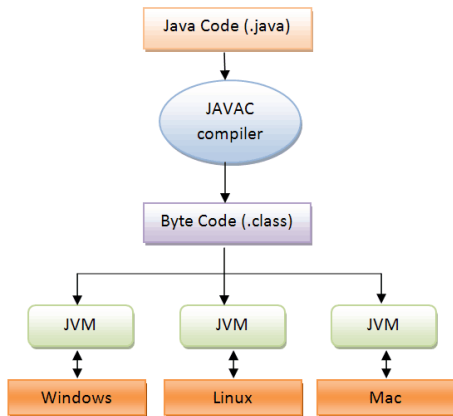 Java Code (.java)
JAVAC
compiler
Byte Code (.class)
JVM
JVM
JVM
Windows
Linux
Mac